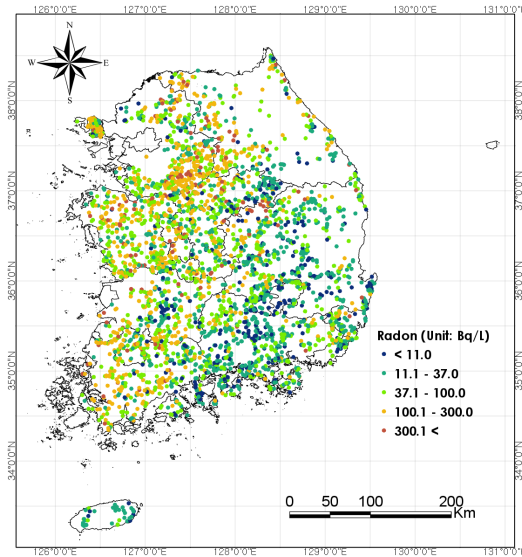 126°0'0"E 127°0'0"E 128°0'0"E 129°0'0"E 130°0'0"E 131°0'0"E
N
W E
S
38°0'0"N 38°0'0"N
37°0'0"N 37°0'0"N
36°0'0"N 36°0'0"N
Radon (Unit: Bq/L)
< 11.0
11.1 - 37.0
35°0'0"N 37.1 - 100.0 35°0'0"N
100.1 - 300.0
300.1 <
34°0'0"N 34°0'0"N
0 50 100 200
Km
126°0'0"E 127°0'0"E 128°0'0"E 129°0'0"E 130°0'0"E 131°0'0"E